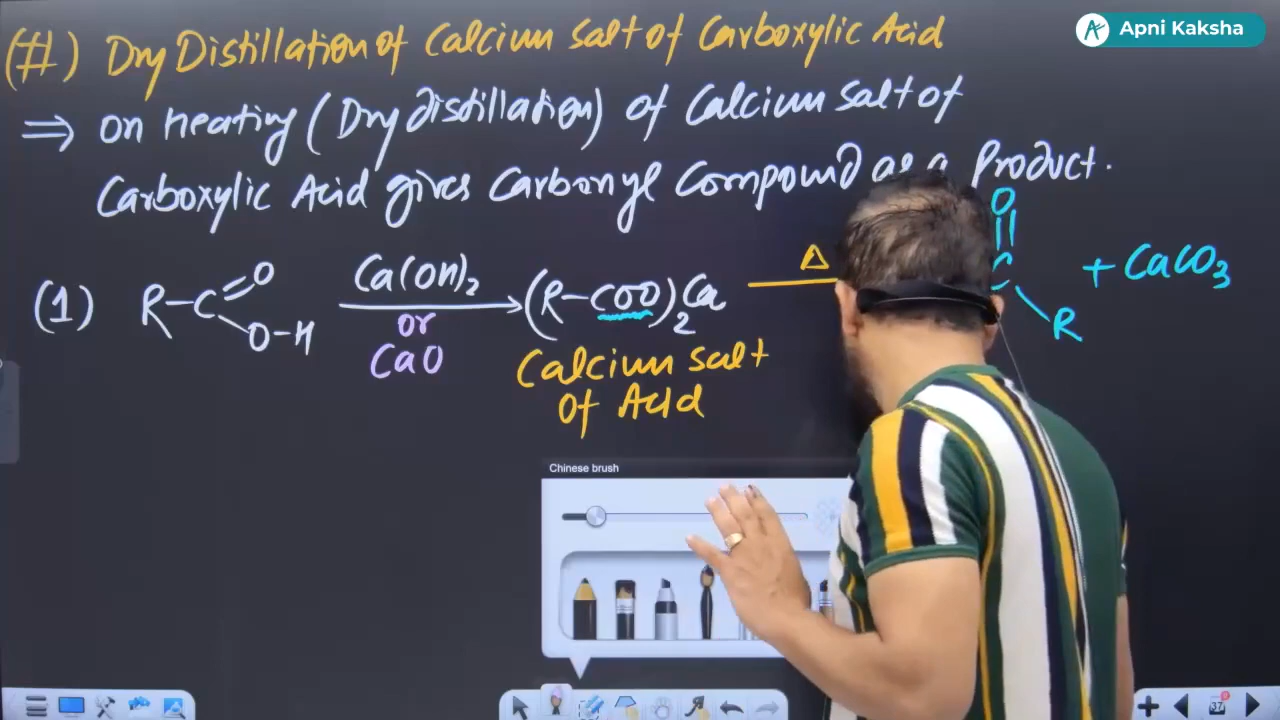 Apni Kaksha
(#) Dry Distillation of Calcium Salt of Carboxylic Acid
⇒ on Heating (Dry distillation) of Calcium Salt of
Carboxylic Acid gives Carbonyl Compound as a Product.
(1) R-C=O O-H Ca(OH)2 or CaO (R-COO)2Ca Δ O C R + CaCO3
Calcium Salt
Of Acid
Chinese brush
37